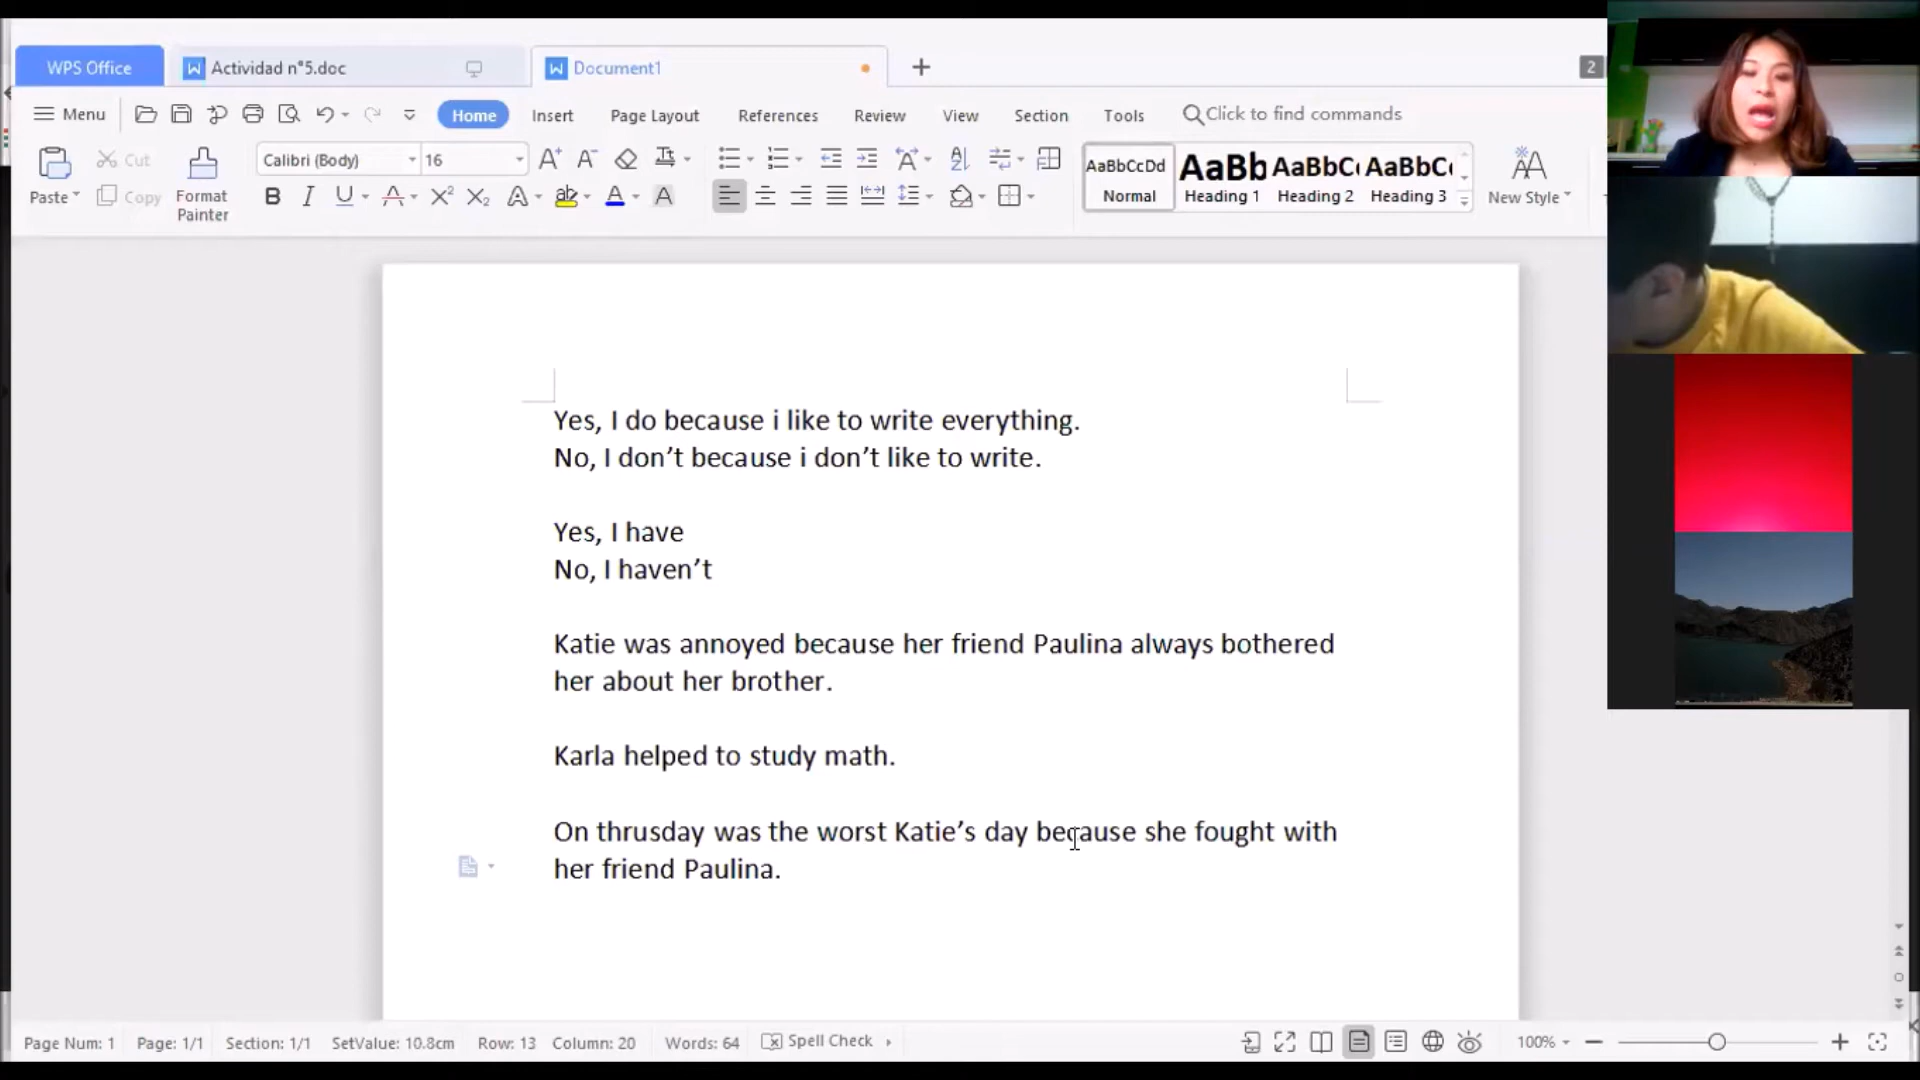 WPS Office Actividad n°5.doc Document1 2
Menu Home Insert Page Layout References Review View Section Tools Click to find commands
Cut Calibri (Body) 16 AaBbCcDd AaBb AaBbC AaBbC
Paste Copy Format Painter Normal Heading 1 Heading 2 Heading 3 New Style
Yes, I do because i like to write everything.
No, I don’t because i don’t like to write.
Yes, I have
No, I haven’t
Katie was annoyed because her friend Paulina always bothered
her about her brother.
Karla helped to study math.
On thrusday was the worst Katie’s day because she fought with
her friend Paulina.
Page Num: 1 Page: 1/1 Section: 1/1 SetValue: 10.8cm Row: 13 Column: 20 Words: 64 Spell Check 100%